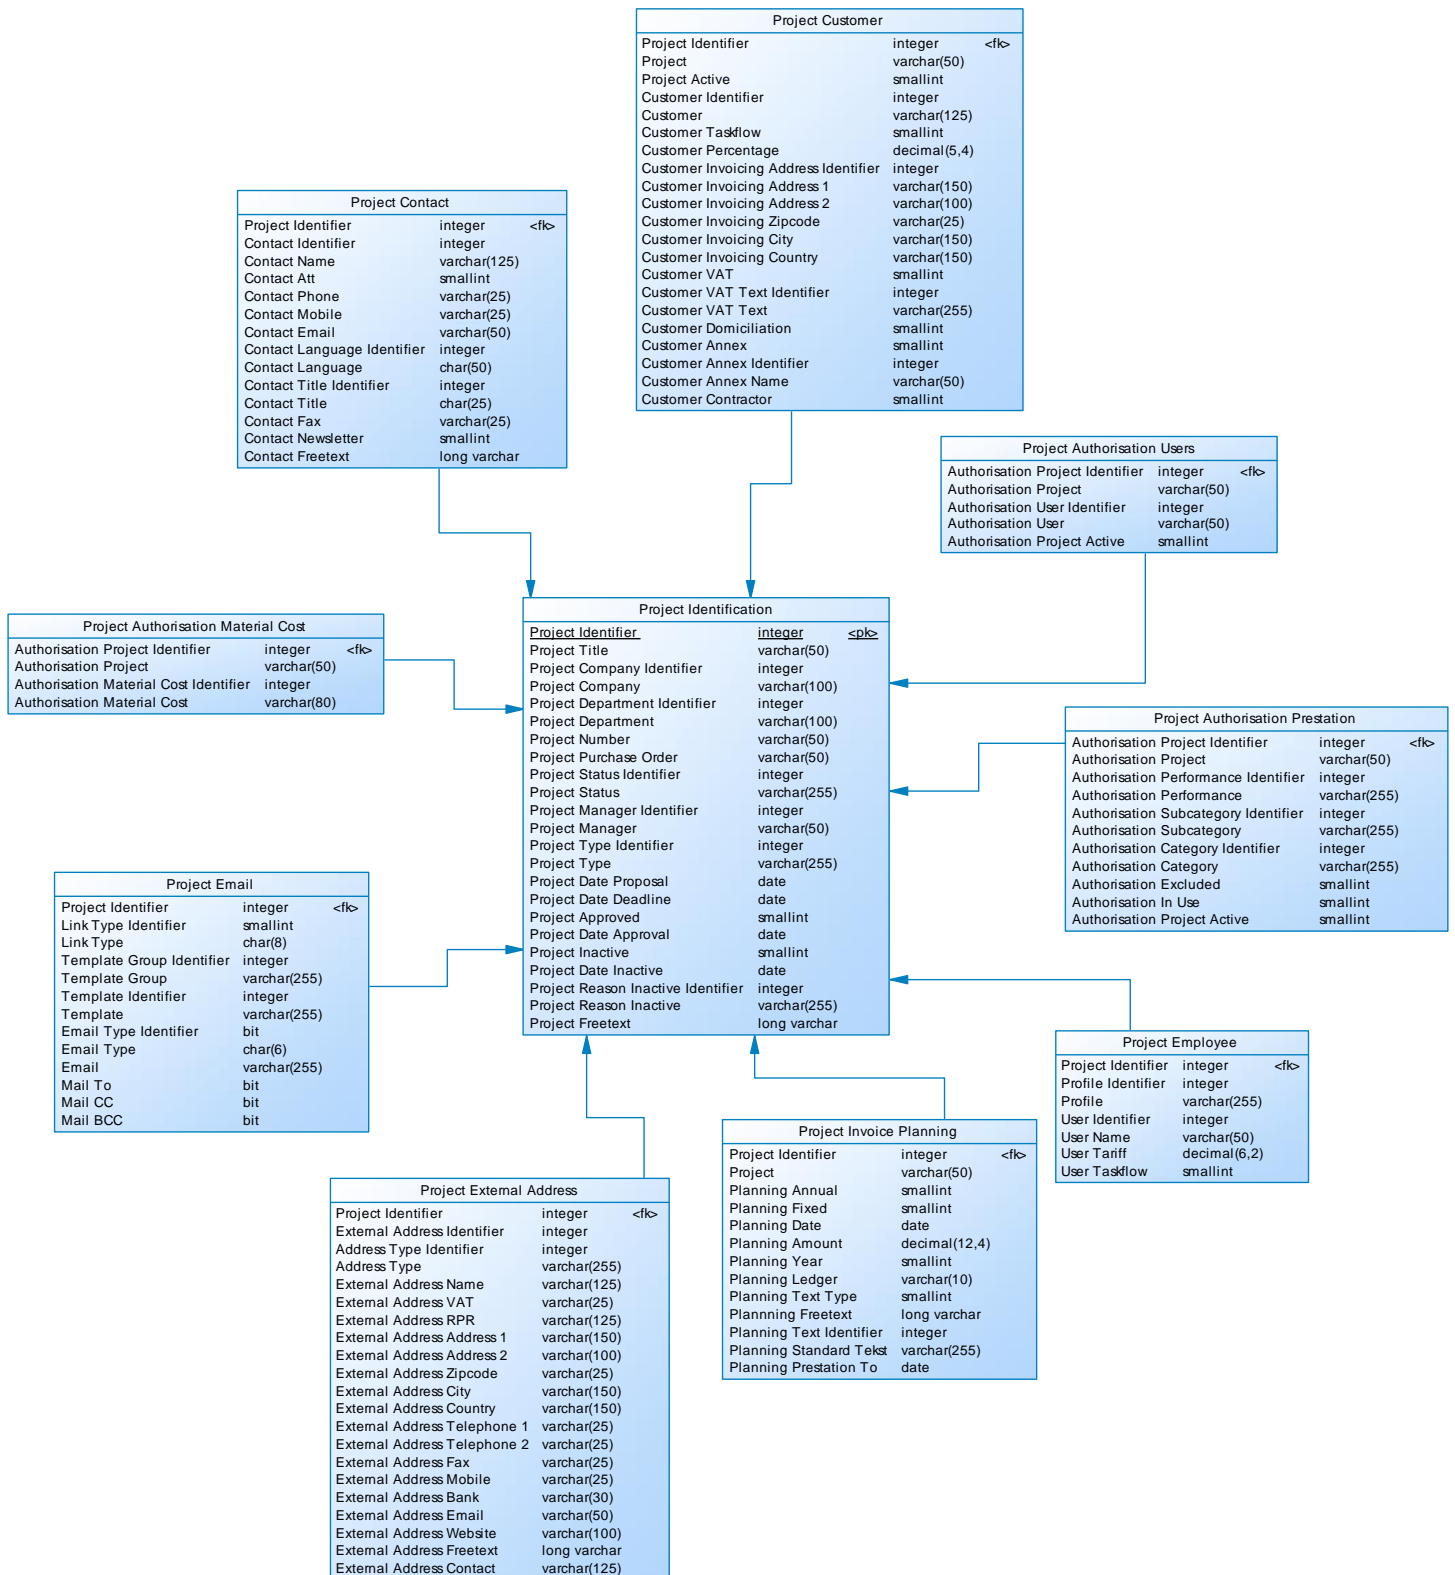 Project Customer
Project Identifier integer <fk>
Project varchar(50)
Project Active smallint
Customer Identifier integer
Customer varchar(125)
Customer Taskflow smallint
Customer Percentage decimal(5,4)
Customer Invoicing Address Identifier integer
Customer Invoicing Address 1 varchar(150)
Customer Invoicing Address 2 varchar(100)
Customer Invoicing Zipcode varchar(25)
Customer Invoicing City varchar(150)
Customer Invoicing Country varchar(150)
Customer VAT smallint
Customer VAT Text Identifier integer
Customer VAT Text varchar(255)
Customer Domiciliation smallint
Customer Annex smallint
Customer Annex Identifier integer
Customer Annex Name varchar(50)
Customer Contractor smallint
Project Contact
Project Identifier integer <fk>
Contact Identifier integer
Contact Name varchar(125)
Contact Att smallint
Contact Phone varchar(25)
Contact Mobile varchar(25)
Contact Email varchar(50)
Contact Language Identifier integer
Contact Language char(50)
Contact Title Identifier integer
Contact Title char(25)
Contact Fax varchar(25)
Contact Newsletter smallint
Contact Freetext long varchar
Project Authorisation Users
Authorisation Project Identifier integer <fk>
Authorisation Project varchar(50)
Authorisation User Identifier integer
Authorisation User varchar(50)
Authorisation Project Active smallint
Project Identification
Project Identifier integer <pk>
Project Title varchar(50)
Project Company Identifier integer
Project Company varchar(100)
Project Department Identifier integer
Project Department varchar(100)
Project Number varchar(50)
Project Purchase Order varchar(50)
Project Status Identifier integer
Project Status varchar(255)
Project Manager Identifier integer
Project Manager varchar(50)
Project Type Identifier integer
Project Type varchar(255)
Project Date Proposal date
Project Date Deadline date
Project Approved smallint
Project Date Approval date
Project Inactive smallint
Project Date Inactive date
Project Reason Inactive Identifier integer
Project Reason Inactive varchar(255)
Project Freetext long varchar
Project Authorisation Material Cost
Authorisation Project Identifier integer <fk>
Authorisation Project varchar(50)
Authorisation Material Cost Identifier integer
Authorisation Material Cost varchar(80)
Project Authorisation Prestation
Authorisation Project Identifier integer <fk>
Authorisation Project varchar(50)
Authorisation Performance Identifier integer
Authorisation Performance varchar(255)
Authorisation Subcategory Identifier integer
Authorisation Subcategory varchar(255)
Authorisation Category Identifier integer
Authorisation Category varchar(255)
Authorisation Excluded smallint
Authorisation In Use smallint
Authorisation Project Active smallint
Project Email
Project Identifier integer <fk>
Link Type Identifier smallint
Link Type char(8)
Template Group Identifier integer
Template Group varchar(255)
Template Identifier integer
Template varchar(255)
Email Type Identifier bit
Email Type char(6)
Email varchar(255)
Mail To bit
Mail CC bit
Mail BCC bit
Project Employee
Project Identifier integer <fk>
Profile Identifier integer
Profile varchar(255)
User Identifier integer
User Name varchar(50)
User Tariff decimal(6,2)
User Taskflow smallint
Project Invoice Planning
Project Identifier integer <fk>
Project varchar(50)
Planning Annual smallint
Planning Fixed smallint
Planning Date date
Planning Amount decimal(12,4)
Planning Year smallint
Planning Ledger varchar(10)
Planning Text Type smallint
Plannning Freetext long varchar
Planning Text Identifier integer
Planning Standard Tekst varchar(255)
Planning Prestation To date
Project External Address
Project Identifier integer <fk>
External Address Identifier integer
Address Type Identifier integer
Address Type varchar(255)
External Address Name varchar(125)
External Address VAT varchar(25)
External Address RPR varchar(125)
External Address Address 1 varchar(150)
External Address Address 2 varchar(100)
External Address Zipcode varchar(25)
External Address City varchar(150)
External Address Country varchar(150)
External Address Telephone 1 varchar(25)
External Address Telephone 2 varchar(25)
External Address Fax varchar(25)
External Address Mobile varchar(25)
External Address Bank varchar(30)
External Address Email varchar(50)
External Address Website varchar(100)
External Address Freetext long varchar
External Address Contact varchar(125)